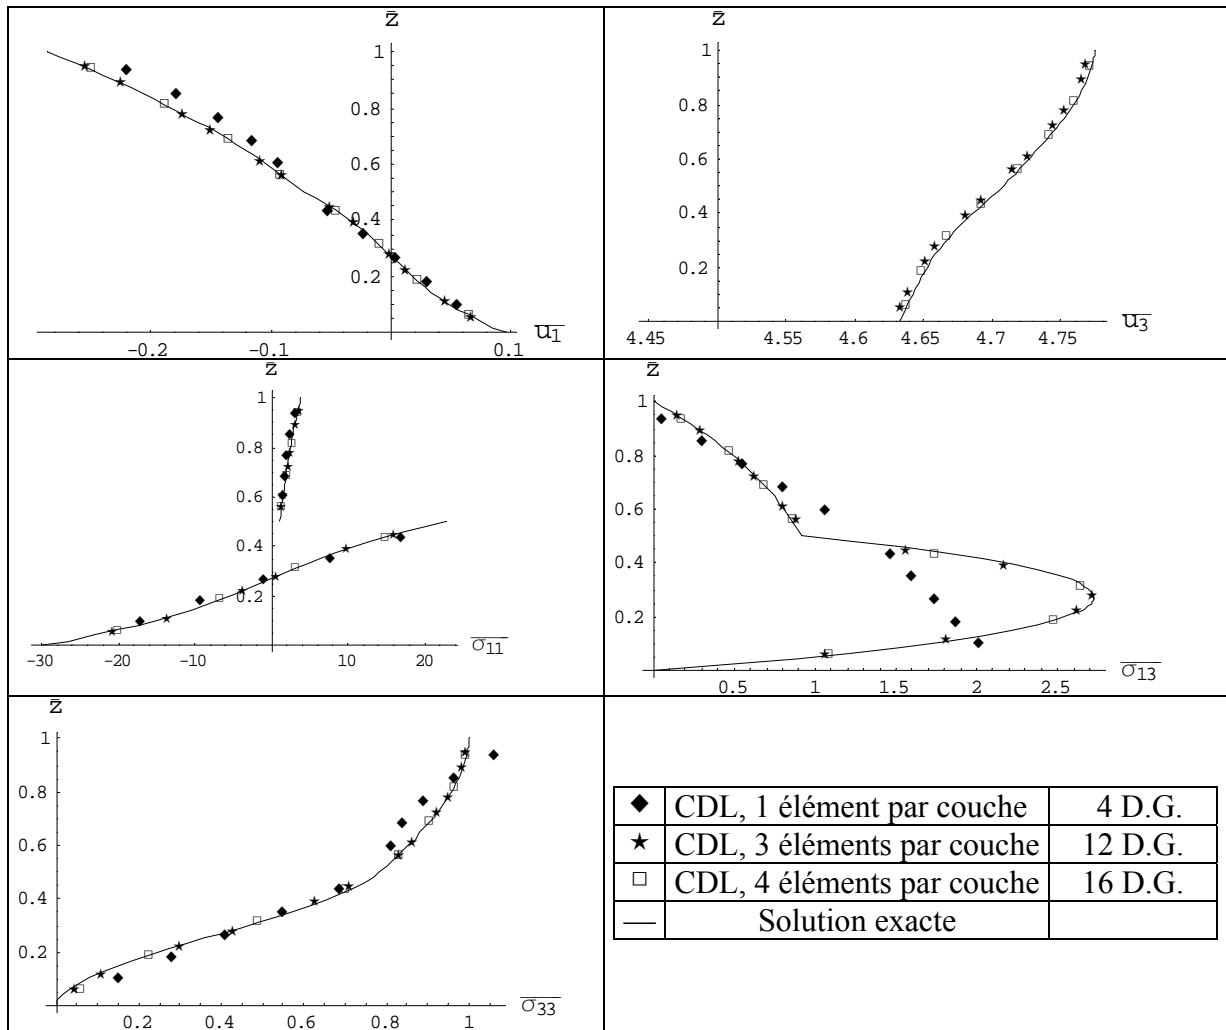 z̄
1
0.8
0.6
0.4
0.2
-0.2 -0.1 0.1
u̅1
z̄
1
0.8
0.6
0.4
0.2
4.45 4.55 4.6 4.65 4.7 4.75
u̅3
z̄
1
0.8
0.6
0.4
0.2
-30 -20 -10 10 20
σ̅11
z̄
1
0.8
0.6
0.4
0.2
0.5 1 1.5 2 2.5
σ̅13
z̄
1
0.8
0.6
0.4
0.2
0.2 0.4 0.6 0.8 1
σ̅33
◆ CDL, 1 élément par couche 4 D.G.
★ CDL, 3 éléments par couche 12 D.G.
□ CDL, 4 éléments par couche 16 D.G.
— Solution exacte